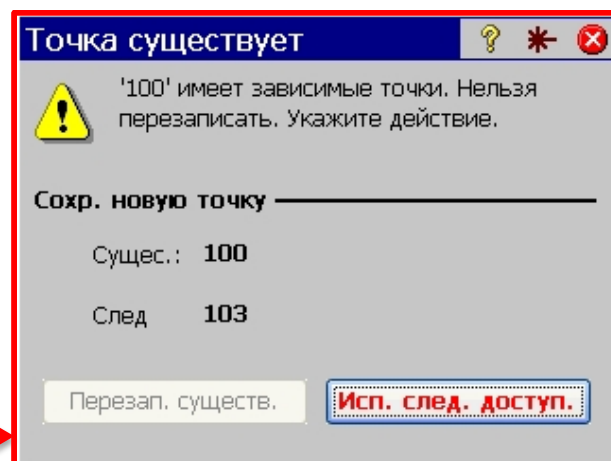 Точка существует
'100' имеет зависимые точки. Нельзя
перезаписать. Укажите действие.
Сохр. новую точку
Сущес.: 100
След 103
Перезап. существ.
Исп. след. доступ.